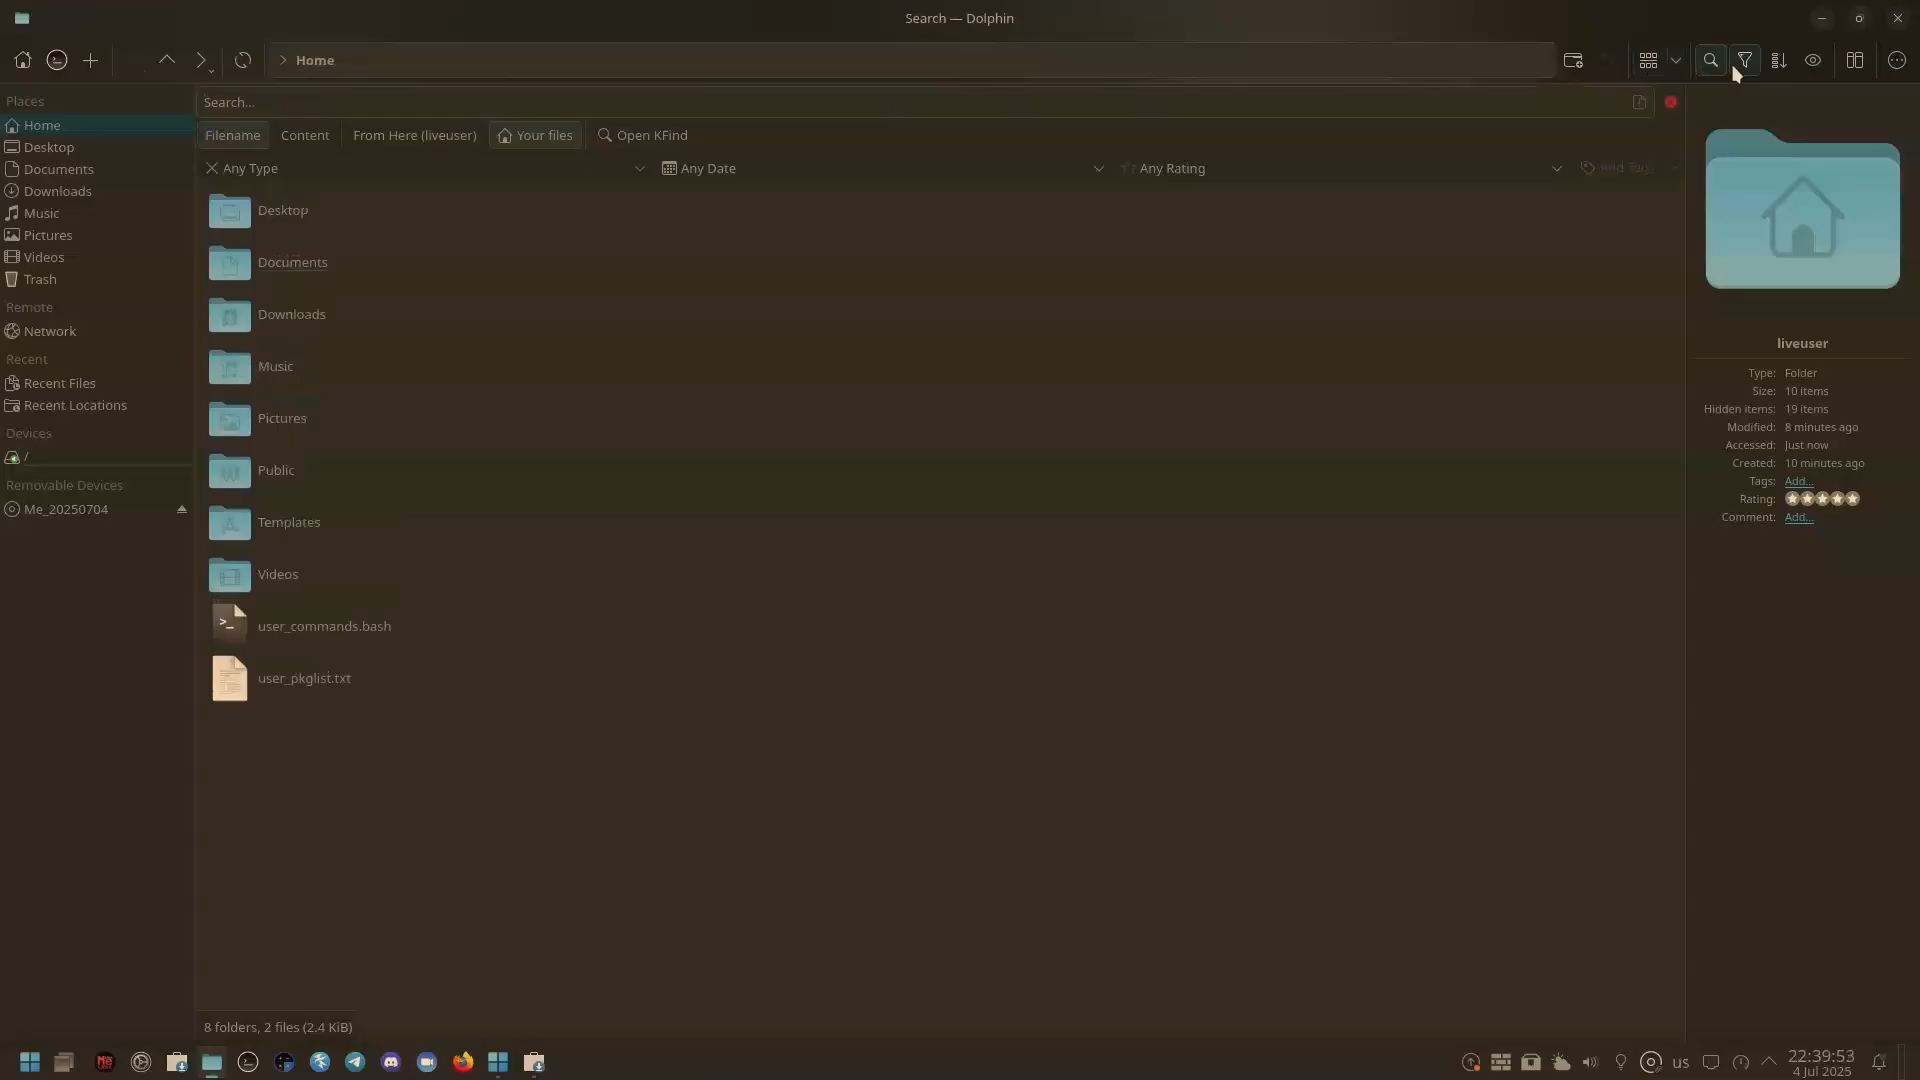 Search — Dolphin
Home
Places
Home
Desktop
Documents
Downloads
Music
Pictures
Videos
Trash
Remote
Network
Recent
Recent Files
Recent Locations
Devices
/
Removable Devices
Me_20250704
Search...
Filename Content From Here (liveuser) Your files Open KFind
Any Type Any Date Any Rating Add Tag...
Desktop
Documents
Downloads
Music
Pictures
Public
Templates
Videos
user_commands.bash
user_pkglist.txt
8 folders, 2 files (2.4 KiB)
liveuser
Type: Folder
Size: 10 items
Hidden items: 19 items
Modified: 8 minutes ago
Accessed: Just now
Created: 10 minutes ago
Tags: Add...
Rating:
Comment: Add...
us
22:39:53
4 Jul 2025